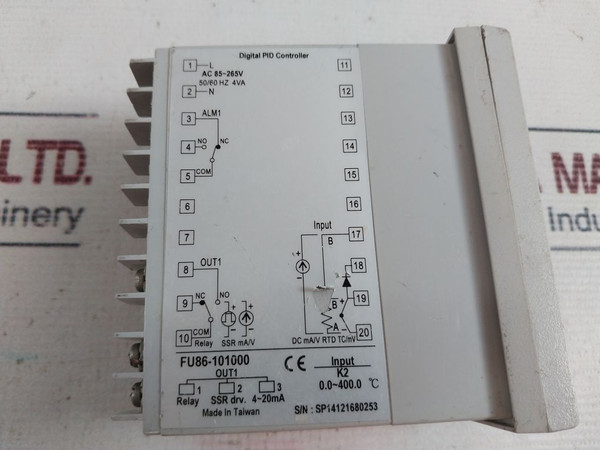 Digital PID Controller
1 L 11
AC 85~265V
50/60 HZ 4VA
2 N 12
3 ALM1 13
4 NO NC 14
5 COM 15
6 16
7 Input 17
B
8 OUT1 18
9 NC NO + + B + 19
10 COM - - A - 20
Relay SSR mA/V DC mA/V RTD TC/mV
FU86-101000 CE Input
OUT1 K2
1 2 3 0.0~400.0 ℃
Relay SSR drv. 4~20mA
Made in Taiwan S/N : SP14121680253
LTD.
inery
MA
Indu